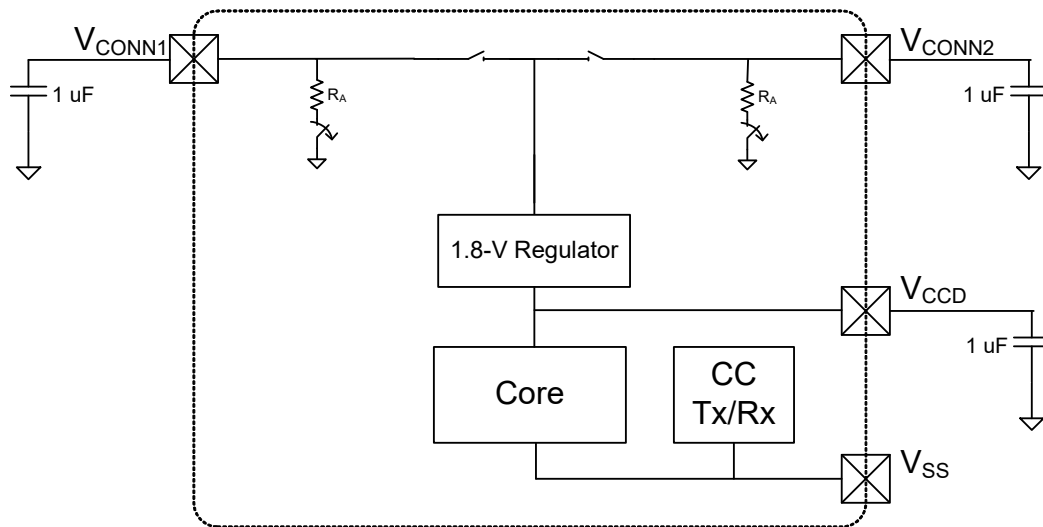 VCONN1
VCONN2
1 uF
RA
RA
1 uF
1.8-V Regulator
VCCD
1 uF
Core
CC
Tx/Rx
VSS